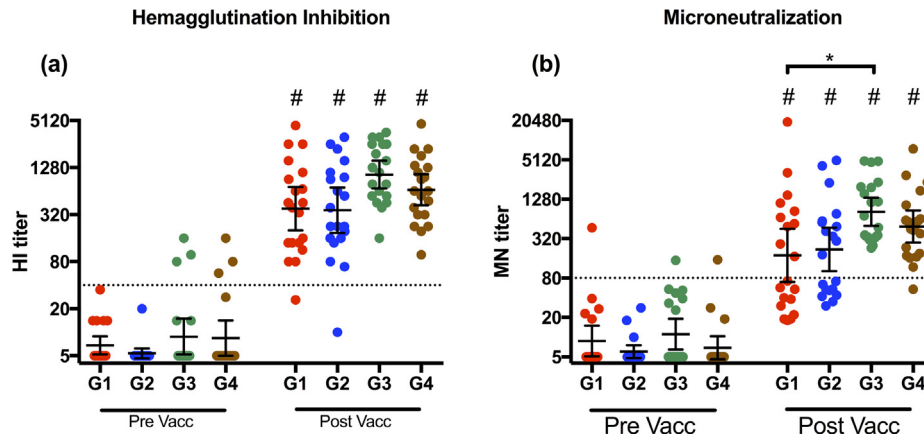 Hemagglutination Inhibition
Microneutralization
(a)
(b)
*
# # # #
# # # #
HI titer
5120
1280
320
80
20
5
MN titer
20480
5120
1280
320
80
20
5
G1 G2 G3 G4 G1 G2 G3 G4
G1 G2 G3 G4 G1 G2 G3 G4
Pre Vacc Post Vacc
Pre Vacc Post Vacc